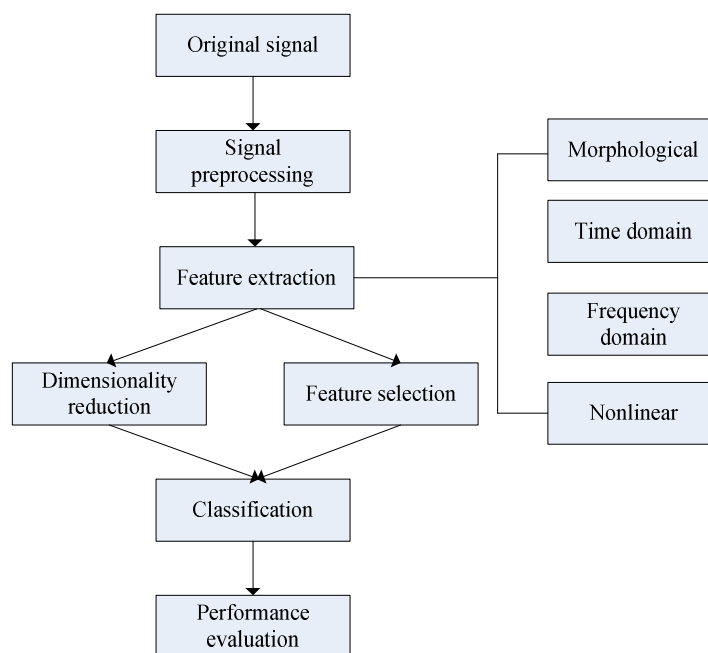 Original signal
Signal
preprocessing
Feature extraction
Dimensionality
reduction
Feature selection
Classification
Performance
evaluation
Morphological
Time domain
Frequency
domain
Nonlinear